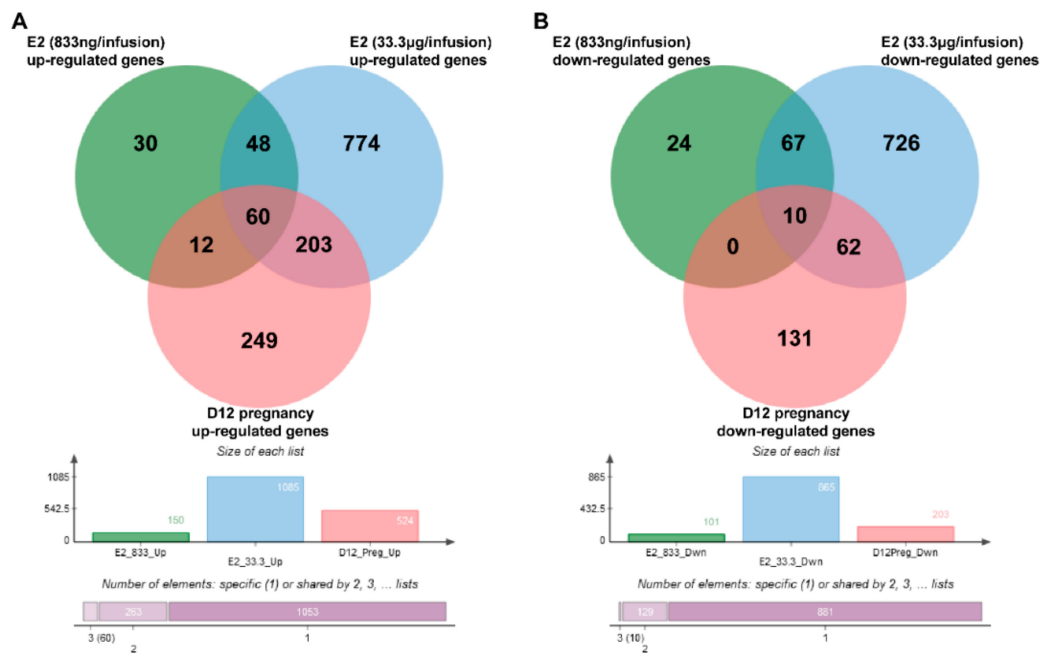 A
E2 (833ng/infusion)
up-regulated genes
E2 (33.3µg/infusion)
up-regulated genes
30
48
774
60
12
203
249
D12 pregnancy
up-regulated genes
Size of each list
1085
542.5
0
150
1085
524
E2_833_Up
E2_33.3_Up
D12_Preg_Up
Number of elements: specific (1) or shared by 2, 3, ... lists
263
1053
3 (60)
2
1
B
E2 (833ng/infusion)
down-regulated genes
E2 (33.3µg/infusion)
down-regulated genes
24
67
726
10
0
62
131
D12 pregnancy
down-regulated genes
Size of each list
865
432.5
0
101
865
203
E2_833_Dwn
E2_33.3_Dwn
D12Preg_Dwn
Number of elements: specific (1) or shared by 2, 3, ... lists
129
881
3 (10)
2
1